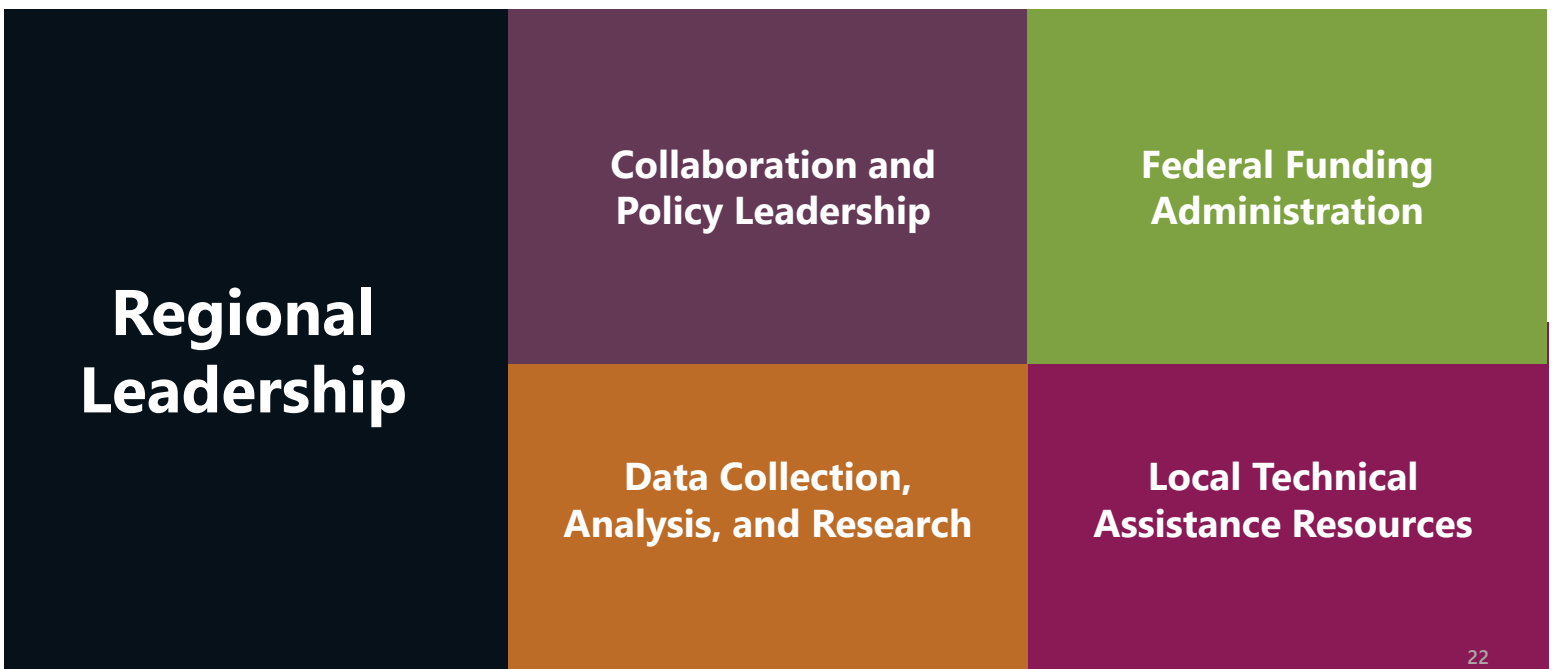 Regional
Leadership
Collaboration and
Policy Leadership
Federal Funding
Administration
Data Collection,
Analysis, and Research
Local Technical
Assistance Resources
22